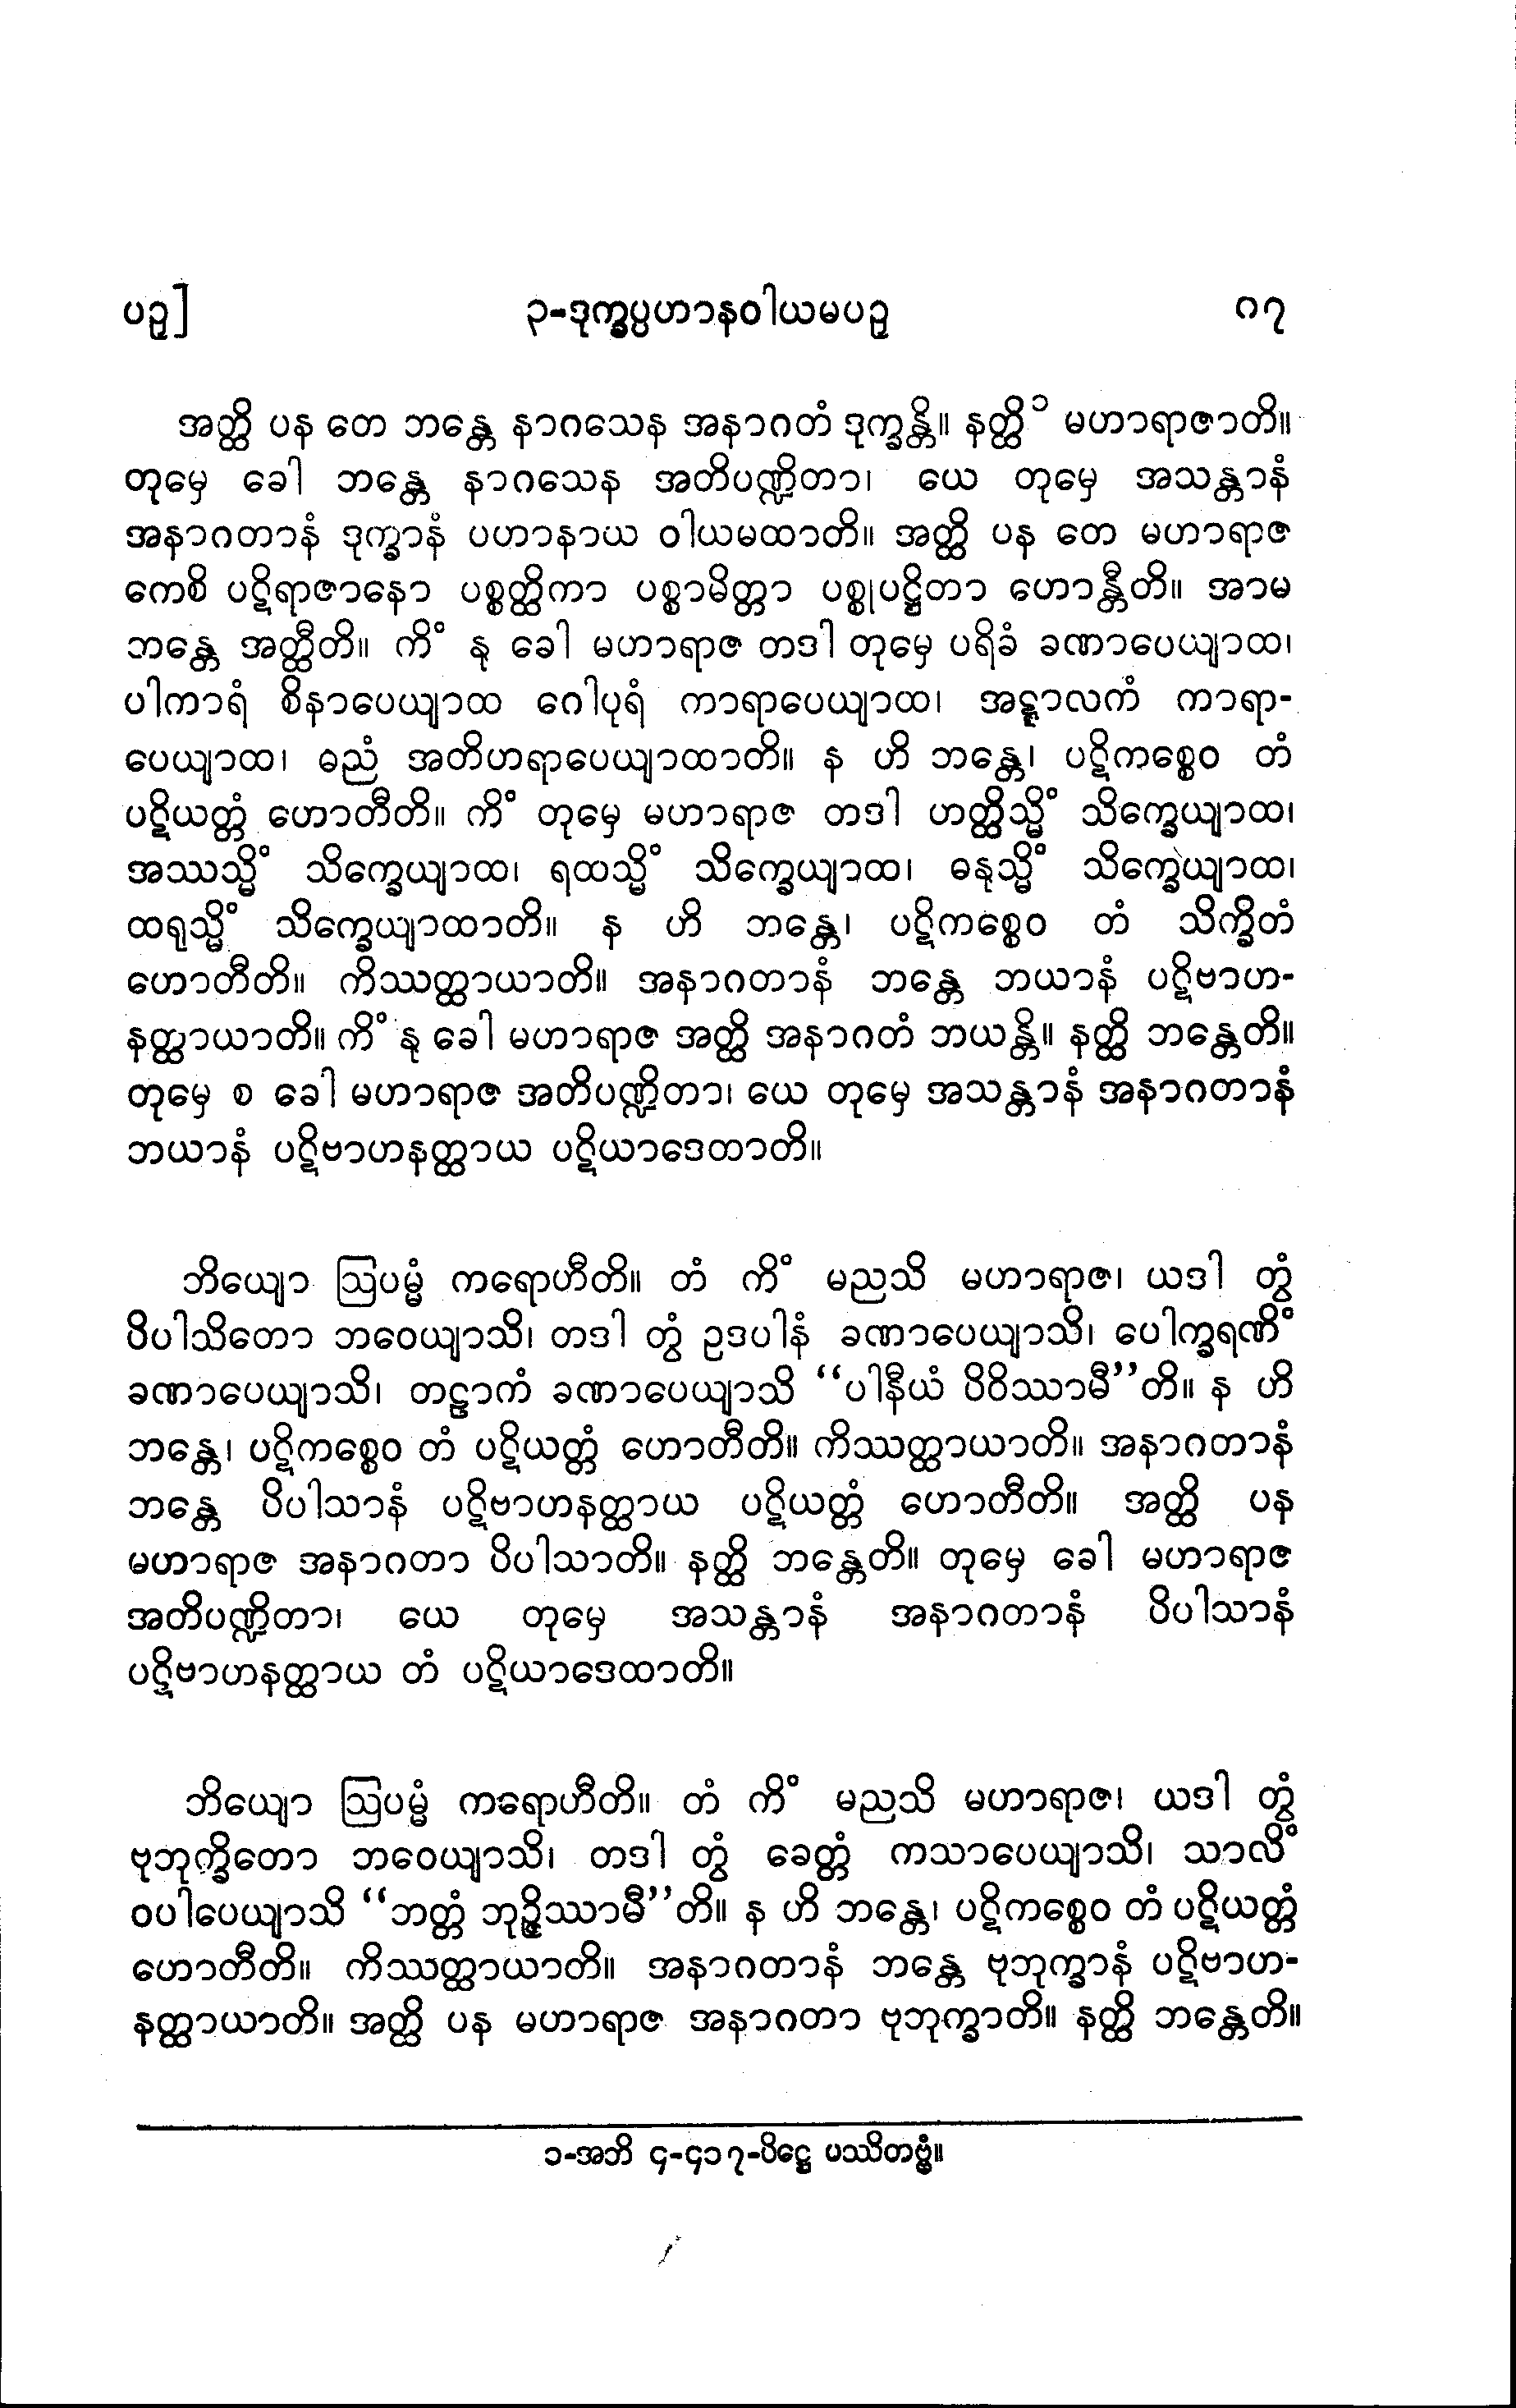 ပဉှ]
၃-ဒုက္ခပ္ပဟာနဝါယမပဉှ
၈၇
အတ္ထိ ပန တေ ဘန္တေ နာဂသေန အနာဂတံ ဒုက္ခန္တိ။ နတ္ထိ ၁ မဟာရာဇာတိ။
တုမှေ ခေါ ဘန္တေ နာဂသေန အတိပဏ္ဍိတာ၊ ယေ တုမှေ အသန္တာနံ
အနာဂတာနံ ဒုက္ခာနံ ပဟာနာယ ဝါယမထာတိ။ အတ္ထိ ပန တေ မဟာရာဇ
ကေစိ ပဋိရာဇာနော ပစ္စတ္ထိကာ ပစ္စာမိတ္တာ ပစ္စုပဋ္ဌိတာ ဟောန္တီတိ။ အာမ
ဘန္တေ အတ္ထီတိ။ ကိံ နု ခေါ မဟာရာဇ တဒါ တုမှေ ပရိခံ ခဏာပေယျာထ၊
ပါကာရံ စိနာပေယျာထ ဂေါပုရံ ကာရာပေယျာထ၊ အဋ္ဋာလကံ ကာရာ-
ပေယျာထ၊ ဓညံ အတိဟရာပေယျာထာတိ။ န ဟိ ဘန္တေ၊ ပဋိကစ္စေဝ တံ
ပဋိယတ္တံ ဟောတီတိ။ ကိံ တုမှေ မဟာရာဇ တဒါ ဟတ္ထိသ္မိံ သိက္ခေယျာထ၊
အဿသ္မိံ သိက္ခေယျာထ၊ ရထသ္မိံ သိက္ခေယျာထ၊ ဓနုသ္မိံ သိက္ခေယျာထ၊
ထရုသ္မိံ သိက္ခေယျာထာတိ။ န ဟိ ဘန္တေ၊ ပဋိကစ္စေဝ တံ သိက္ခိတံ
ဟောတီတိ။ ကိဿတ္ထာယာတိ။ အနာဂတာနံ ဘန္တေ ဘယာနံ ပဋိဗာဟ-
နတ္ထာယာတိ။ ကိံ နု ခေါ မဟာရာဇ အတ္ထိ အနာဂတံ ဘယန္တိ။ နတ္ထိ ဘန္တေတိ။
တုမှေ စ ခေါ မဟာရာဇ အတိပဏ္ဍိတာ၊ ယေ တုမှေ အသန္တာနံ အနာဂတာနံ
ဘယာနံ ပဋိဗာဟနတ္ထာယ ပဋိယာဒေထာတိ။
ဘိယျော ဩပမ္မံ ကရောဟီတိ။ တံ ကိံ မညသိ မဟာရာဇ၊ ယဒါ တွံ
ပိပါသိတော ဘဝေယျာသိ၊ တဒါ တွံ ဥဒပါနံ ခဏာပေယျာသိ၊ ပေါက္ခရဏိံ
ခဏာပေယျာသိ၊ တဠာကံ ခဏာပေယျာသိ “ပါနီယံ ပိဝိဿာမီ”တိ။ န ဟိ
ဘန္တေ၊ ပဋိကစ္စေဝ တံ ပဋိယတ္တံ ဟောတီတိ။ ကိဿတ္ထာယာတိ။ အနာဂတာနံ
ဘန္တေ ပိပါသာနံ ပဋိဗာဟနတ္ထာယ ပဋိယတ္တံ ဟောတီတိ။ အတ္ထိ ပန
မဟာရာဇ အနာဂတာ ပိပါသာတိ။ နတ္ထိ ဘန္တေတိ။ တုမှေ ခေါ မဟာရာဇ
အတိပဏ္ဍိတာ၊ ယေ တုမှေ အသန္တာနံ အနာဂတာနံ ပိပါသာနံ
ပဋိဗာဟနတ္ထာယ တံ ပဋိယာဒေထာတိ။
ဘိယျော ဩပမ္မံ ကရောဟီတိ။ တံ ကိံ မညသိ မဟာရာဇ၊ ယဒါ တွံ
ဗုဘုက္ခိတော ဘဝေယျာသိ၊ တဒါ တွံ ခေတ္တံ ကသာပေယျာသိ၊ သာလိံ
ဝပါပေယျာသိ “ဘတ္တံ ဘုဉ္ဇိဿာမီ”တိ။ န ဟိ ဘန္တေ၊ ပဋိကစ္စေဝ တံ ပဋိယတ္တံ
ဟောတီတိ။ ကိဿတ္ထာယာတိ။ အနာဂတာနံ ဘန္တေ ဗုဘုက္ခာနံ ပဋိဗာဟ-
နတ္ထာယာတိ။ အတ္ထိ ပန မဟာရာဇ အနာဂတာ ဗုဘုက္ခာတိ။ နတ္ထိ ဘန္တေတိ။
၁-အဘိ ၄-၄၁၇-ပိဋ္ဌေ ပဿိတဗ္ဗံ။